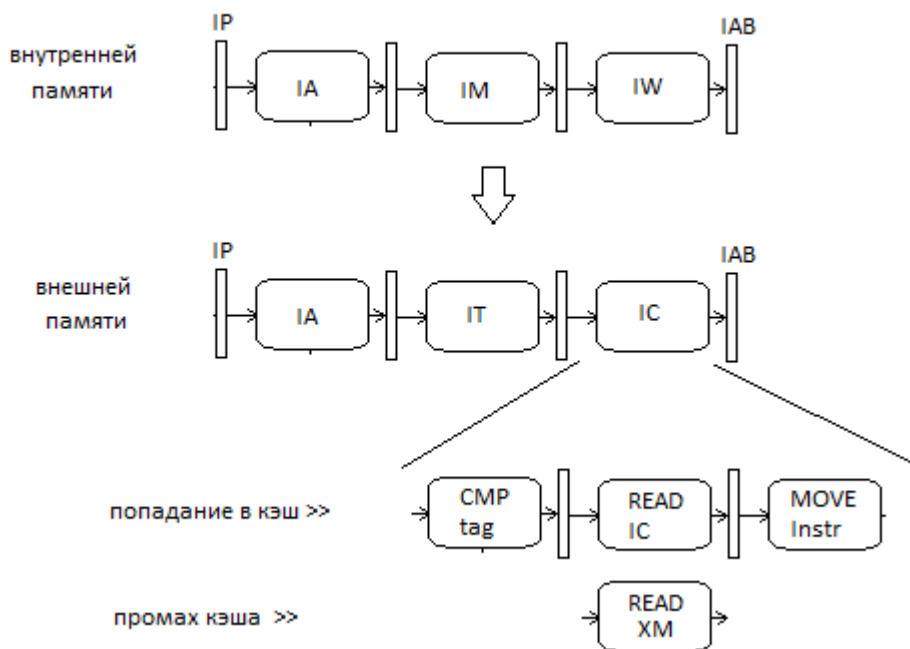 IP
IAB
внутренней
памяти
IA
IM
IW
IP
IAB
внешней
памяти
IA
IT
IC
попадание в кэш >>
CMP
tag
READ
IC
MOVE
Instr
промах кэша >>
READ
XM